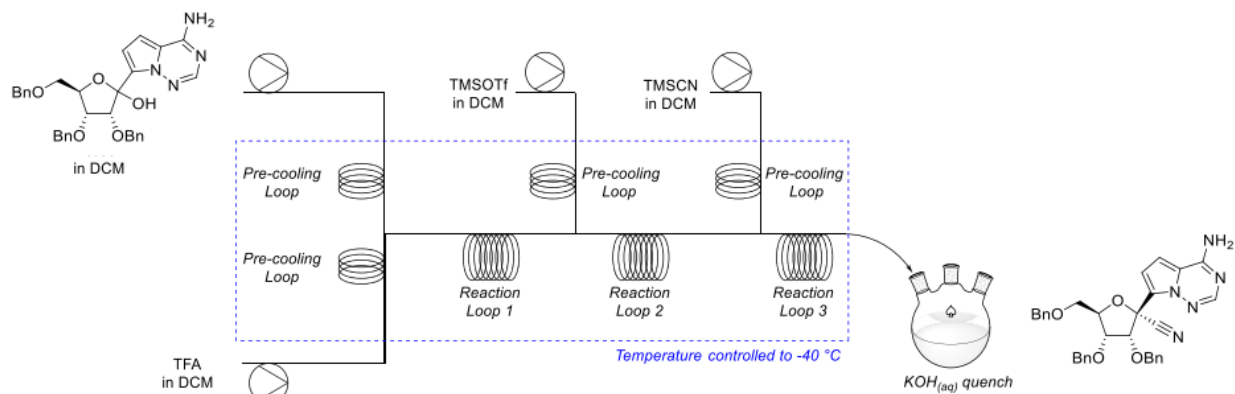 NH₂
N
N
N
O
OH
BnO
BnO
OBn
in DCM
TMSOTf
in DCM
TMSCN
in DCM
Pre-cooling
Loop
Pre-cooling
Loop
Pre-cooling
Loop
Pre-cooling
Loop
Reaction
Loop 1
Reaction
Loop 2
Reaction
Loop 3
Temperature controlled to -40 °C
TFA
in DCM
KOH(aq) quench
NH₂
N
N
N
O
N
BnO
BnO
OBn